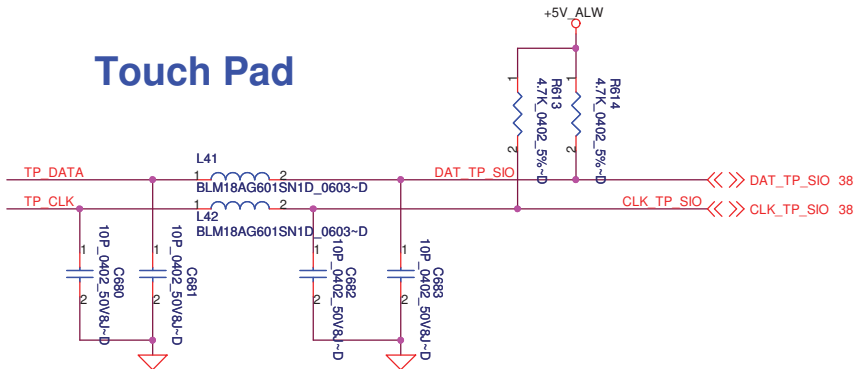 +5V_ALW
Touch Pad
1
1
R613
4.7K_0402_5%~D
R614
4.7K_0402_5%~D
2
2
TP_DATA
L41
1
2
BLM18AG601SN1D_0603~D
DAT_TP_SIO
DAT_TP_SIO 38
TP_CLK
1
2
L42
BLM18AG601SN1D_0603~D
CLK_TP_SIO
CLK_TP_SIO 38
1
2
C680
10P_0402_50V8J~D
1
2
C681
10P_0402_50V8J~D
1
2
C682
10P_0402_50V8J~D
1
2
C683
10P_0402_50V8J~D